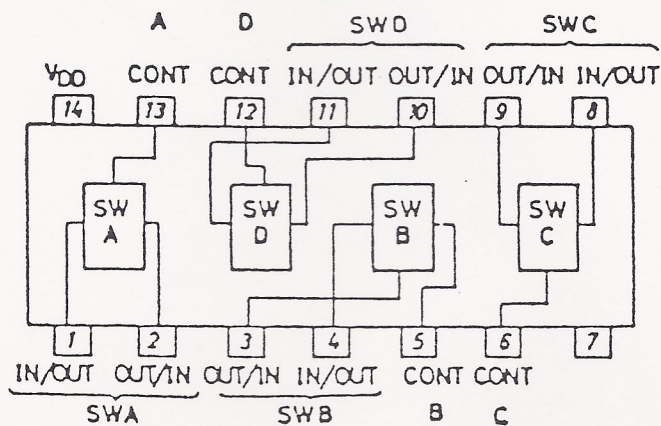 A D SWD SWC
VDD CONT CONT IN/OUT OUT/IN OUT/IN IN/OUT
14 13 12 11 10 9 8
SW A
SW D
SW B
SW C
1 2 3 4 5 6 7
IN/OUT OUT/IN OUT/IN IN/OUT CONT CONT
SWA SWB B C